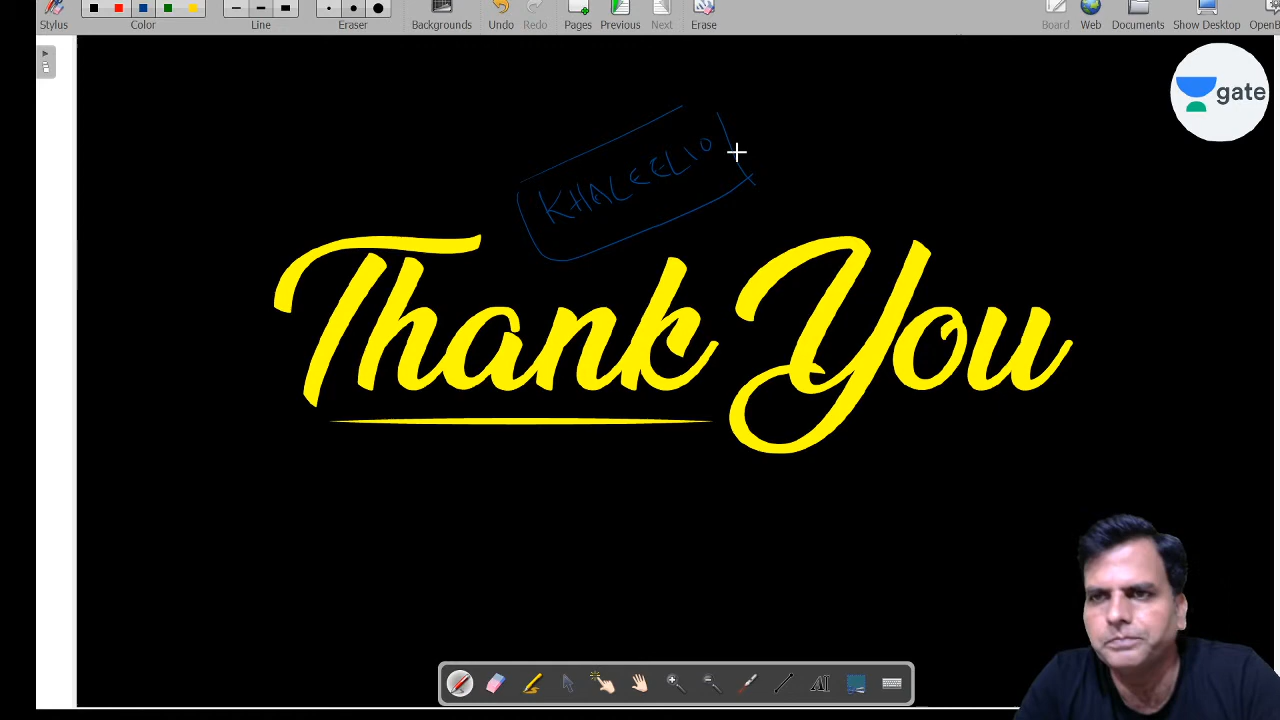 Stylus Color Line Eraser Backgrounds Undo Redo Pages Previous Next Erase Board Web Documents Show Desktop
gate
KHALEEL10
Thank You